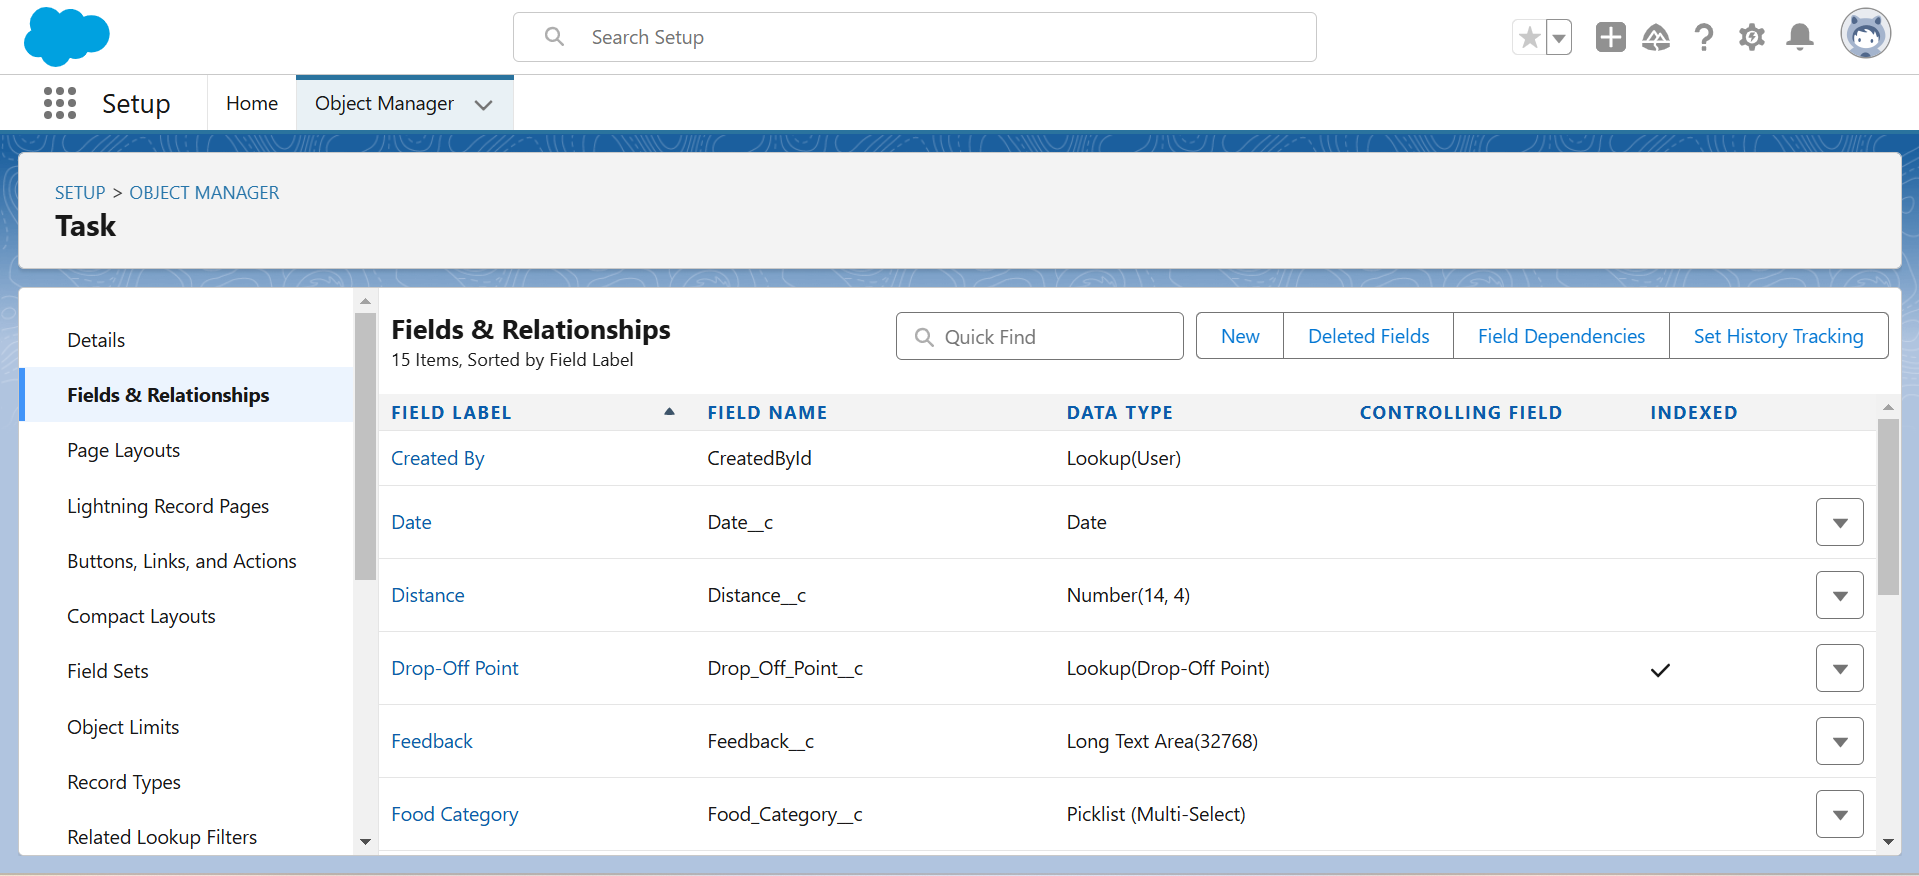 Search Setup
Setup
Home
Object Manager
SETUP > OBJECT MANAGER
Task
Details
Fields & Relationships
Page Layouts
Lightning Record Pages
Buttons, Links, and Actions
Compact Layouts
Field Sets
Object Limits
Record Types
Related Lookup Filters
Fields & Relationships
15 Items, Sorted by Field Label
Quick Find
New
Deleted Fields
Field Dependencies
Set History Tracking
FIELD LABEL FIELD NAME DATA TYPE CONTROLLING FIELD INDEXED
Created By CreatedById Lookup(User)
Date Date__c Date
Distance Distance__c Number(14, 4)
Drop-Off Point Drop_Off_Point__c Lookup(Drop-Off Point)
Feedback Feedback__c Long Text Area(32768)
Food Category Food_Category__c Picklist (Multi-Select)